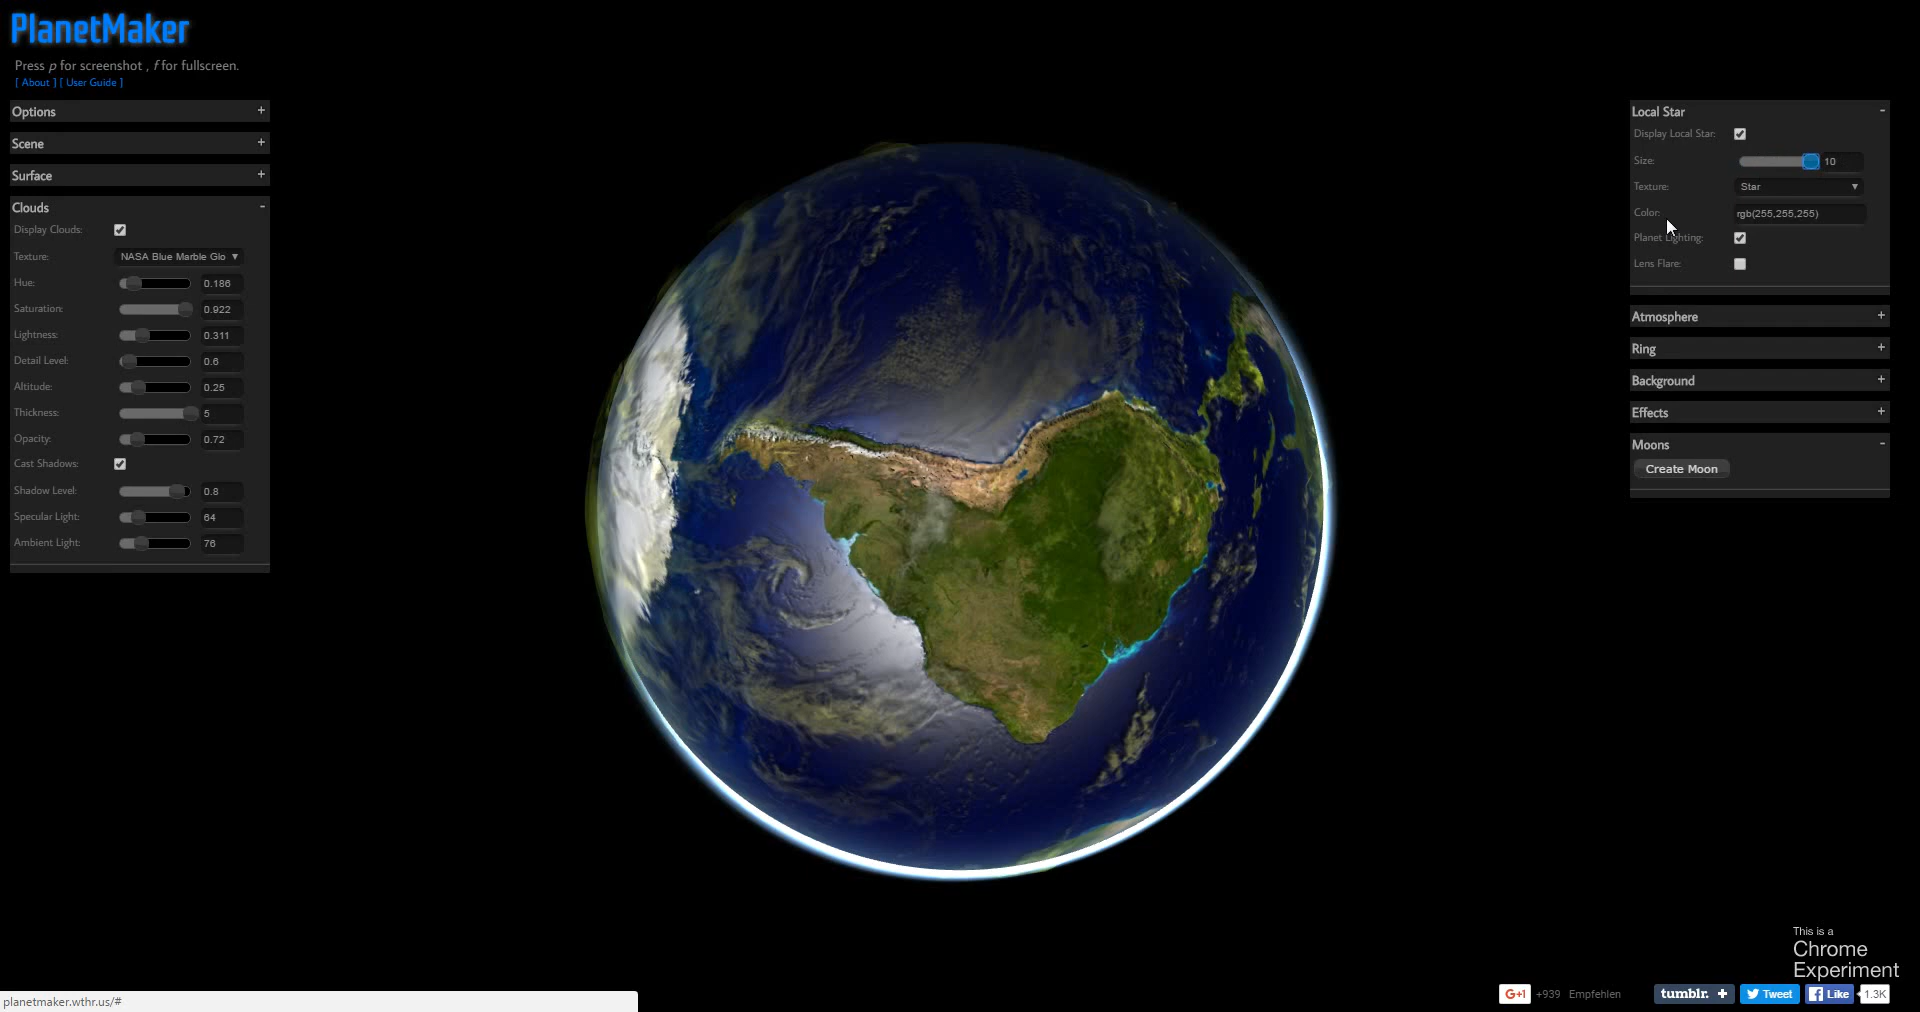 PlanetMaker
Press p for screenshot , f for fullscreen.
[ About ] [ User Guide ]
Options +
Scene +
Surface +
Clouds -
Display Clouds:
Texture: NASA Blue Marble Glo
Hue: 0.186
Saturation: 0.922
Lightness: 0.311
Detail Level: 0.6
Altitude: 0.25
Thickness: 5
Opacity: 0.72
Cast Shadows:
Shadow Level: 0.8
Specular Light: 64
Ambient Light: 76
Local Star -
Display Local Star:
Size: 10
Texture: Star
Color: rgb(255,255,255)
Planet Lighting:
Lens Flare:
Atmosphere +
Ring +
Background +
Effects +
Moons -
Create Moon
This is a
Chrome
Experiment
planetmaker.wthr.us/#
G+1 +939 Empfehlen tumblr. + Tweet Like 1.3K